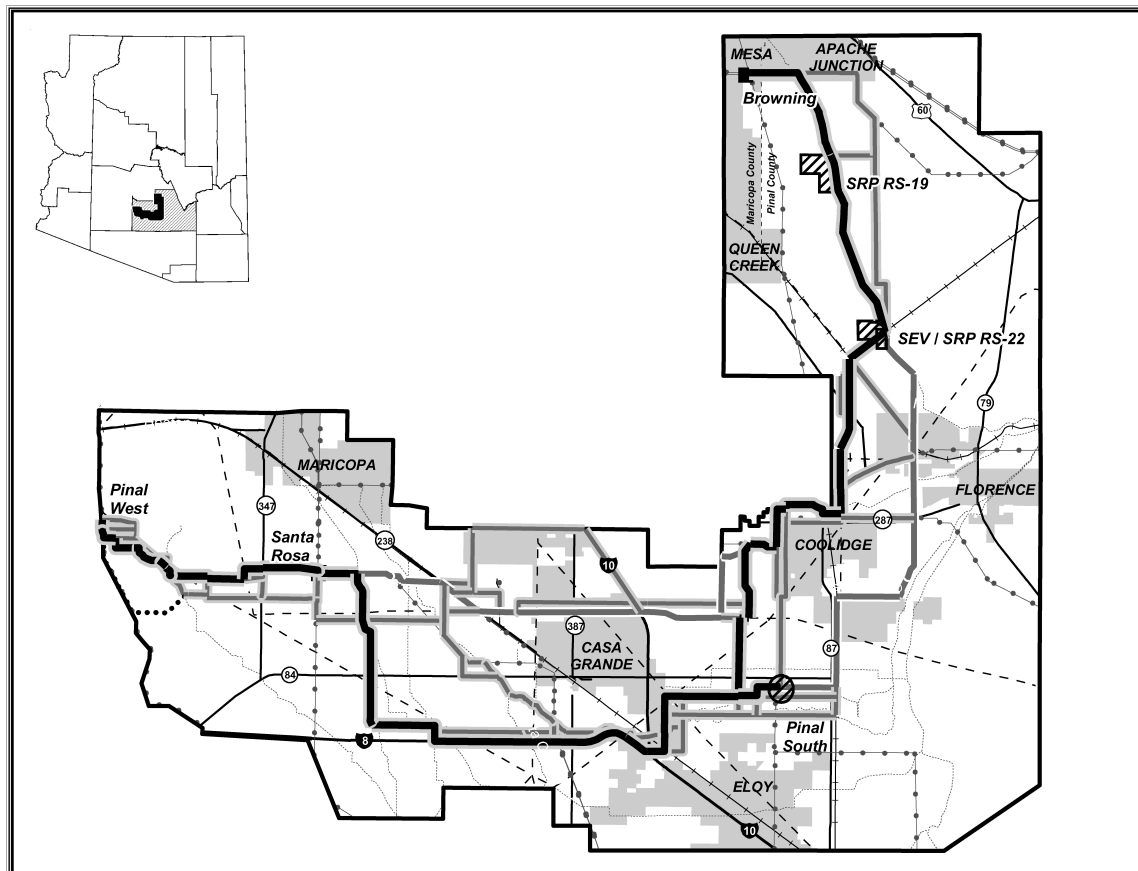 MESA
APACHE
JUNCTION
Browning
60
Maricopa County
Pinal County
SRP RS-19
QUEEN
CREEK
SEV / SRP RS-22
79
MARICOPA
Pinal
West
347
FLORENCE
Santa
Rosa
238
287
COOLIDGE
10
387
CASA
GRANDE
87
84
8
Pinal
South
ELOY
10